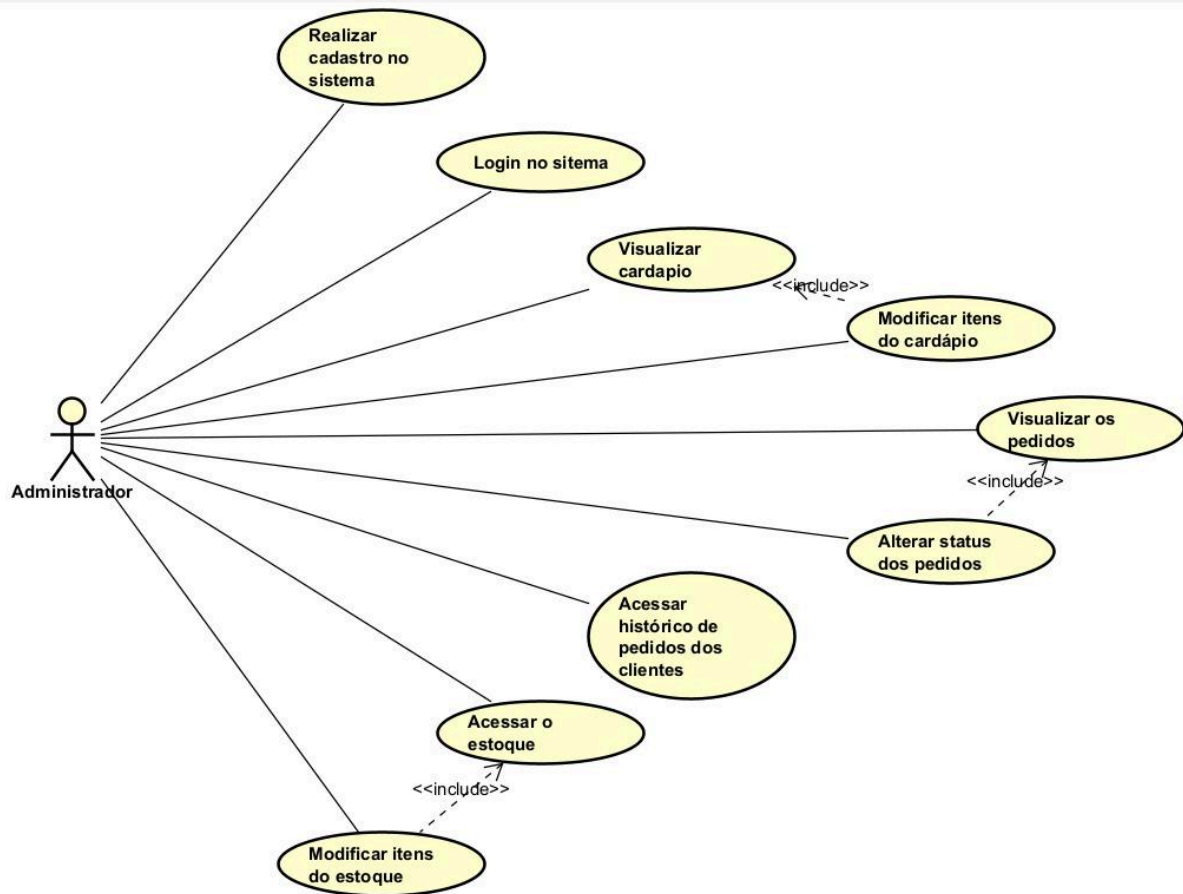 Realizar
cadastro no
sistema
Login no sitema
Visualizar
cardapio
<<include>>
Modificar itens
do cardápio
Visualizar os
pedidos
<<include>>
Administrador
Alterar status
dos pedidos
Acessar
histórico de
pedidos dos
clientes
Acessar o
estoque
<<include>>
Modificar itens
do estoque